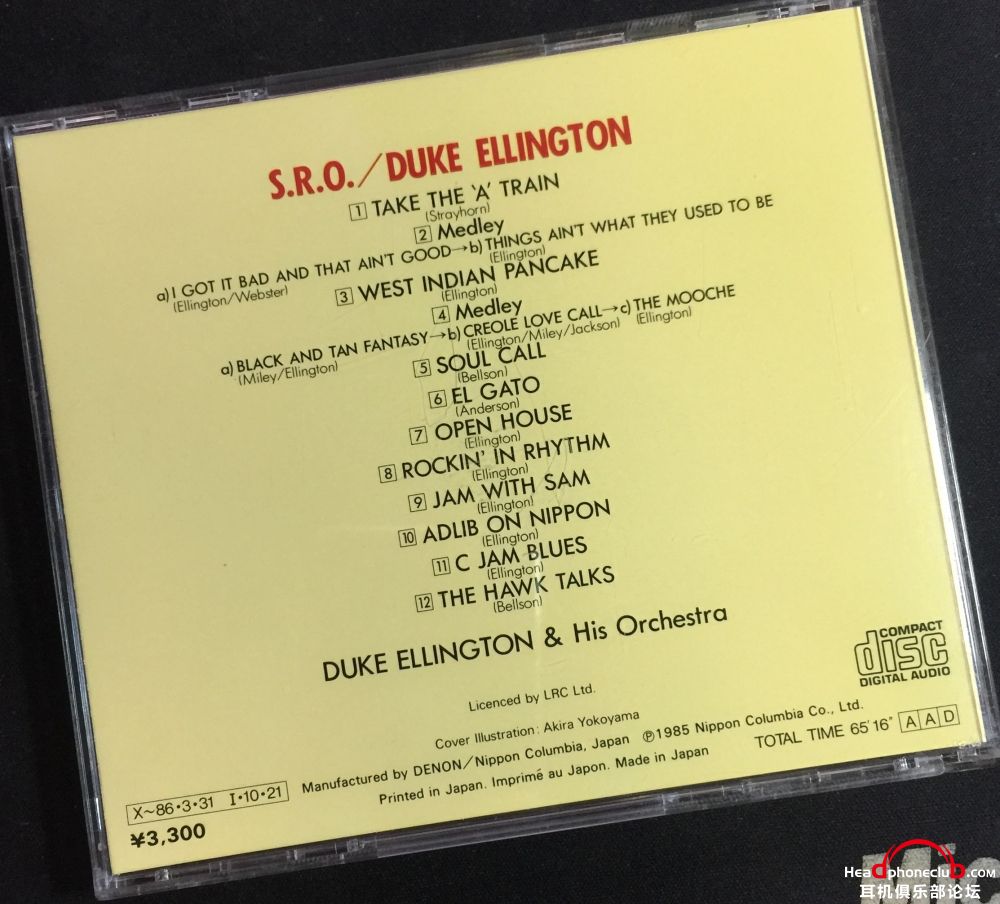 S.R.O./DUKE ELLINGTON
1 TAKE THE 'A' TRAIN
(Strayhorn)
2 Medley
a) I GOT IT BAD AND THAT AIN'T GOOD→b) THINGS AIN'T WHAT THEY USED TO BE
(Ellington/Webster) (Ellington)
3 WEST INDIAN PANCAKE
(Ellington)
4 Medley
a) BLACK AND TAN FANTASY→b) CREOLE LOVE CALL→c) THE MOOCHE
(Miley/Ellington) (Ellington/Miley/Jackson) (Ellington)
5 SOUL CALL
(Bellson)
6 EL GATO
(Anderson)
7 OPEN HOUSE
(Ellington)
8 ROCKIN' IN RHYTHM
(Ellington)
9 JAM WITH SAM
(Ellington)
10 ADLIB ON NIPPON
(Ellington)
11 C JAM BLUES
(Ellington)
12 THE HAWK TALKS
(Bellson)
DUKE ELLINGTON & His Orchestra
COMPACT
disc
DIGITAL AUDIO
Licenced by LRC Ltd.
Cover Illustration: Akira Yokoyama
Manufactured by DENON/Nippon Columbia, Japan ℗1985 Nippon Columbia Co., Ltd.
Printed in Japan. Imprimé au Japon. Made in Japan
TOTAL TIME 65'16" A A D
X~86・3・31 I・10・21
¥3,300
Headphoneclub.com
耳机俱乐部论坛